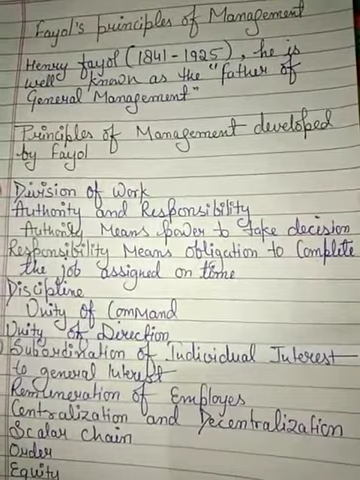 Fayol's principles of Management
Henry fayol (1841-1925), he is
well known as the "father of
General Management"
Principles of Management developed
by Fayol
Division of Work
Authority and Responsibility
Authority Means power to take decision
Responsibility Means obligation to Complete
the job assigned on time
Discipline
Unity of Command
Unity of Direction
Subordination of Individual Interest
to general Interest
Remuneration of Employes
Centralization and Decentralization
Scalar chain
Order
Equity